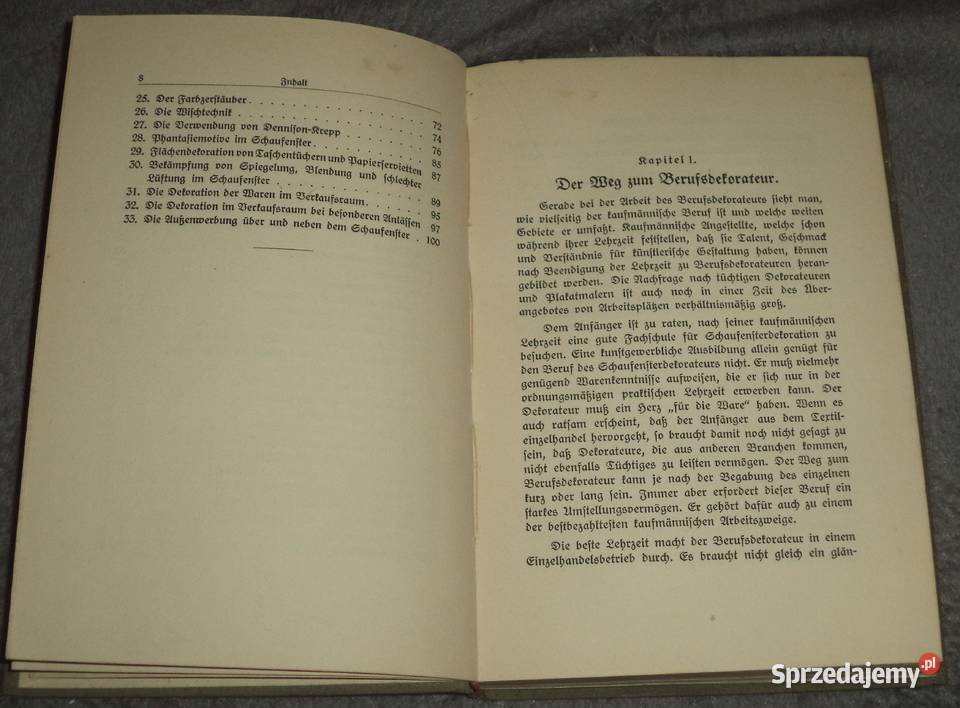 8 Inhalt
25. Der Farbzerstäuber . . . . . . . . . . . . . . . . 72
26. Die Wischtechnik . . . . . . . . . . . . . . . . 74
27. Die Verwendung von Dennison-Krepp . . . . . . . . 76
28. Phantasiemotive im Schaufenster . . . . . . . . . 85
29. Flächendekoration von Taschentüchern und Papierservietten 87
30. Bekämpfung von Spiegelung, Blendung und schlechter
Lüftung im Schaufenster . . . . . . . . . . . . . 89
31. Die Dekoration der Waren im Verkaufsraum . . . . . 95
32. Die Dekoration im Verkaufsraum bei besonderen Anlässen 97
33. Die Außenwerbung über und neben dem Schaufenster . 100
Kapitel 1.
Der Weg zum Berufsdekorateur.
Gerade bei der Arbeit des Berufsdekorateurs sieht man,
wie vielseitig der kaufmännische Beruf ist und welche weiten
Gebiete er umfaßt. Kaufmännische Angestellte, welche schon
während ihrer Lehrzeit feststellen, daß sie Talent, Geschmack
und Verständnis für künstlerische Gestaltung haben, können
nach Beendigung der Lehrzeit zu Berufsdekorateuren heran-
gebildet werden. Die Nachfrage nach tüchtigen Dekorateuren
und Plakatmalern ist auch noch in einer Zeit des Über-
angebotes von Arbeitsplätzen verhältnismäßig groß.
Dem Anfänger ist zu raten, nach seiner kaufmännischen
Lehrzeit eine gute Fachschule für Schaufensterdekoration zu
besuchen. Eine kunstgewerbliche Ausbildung allein genügt für
den Beruf des Schaufensterdekorateurs nicht. Er muß vielmehr
genügend Warenkenntnisse aufweisen, die er sich nur in der
ordnungsmäßigen praktischen Lehrzeit erwerben kann. Der
Dekorateur muß ein Herz „für die Ware“ haben. Wenn es
auch ratsam erscheint, daß der Anfänger aus dem Textil-
einzelhandel hervorgeht, so braucht damit noch nicht gesagt zu
sein, daß Dekorateure, die aus anderen Branchen kommen,
nicht ebenfalls Tüchtiges zu leisten vermögen. Der Weg zum
Berufsdekorateur kann je nach der Begabung des einzelnen
kurz oder lang sein. Immer aber erfordert dieser Beruf ein
starkes Umstellungsvermögen. Er gehört dafür auch zu einem
der bestbezahltesten kaufmännischen Arbeitszweige.
Die beste Lehrzeit macht der Berufsdekorateur in einem
Einzelhandelsbetrieb durch. Es braucht nicht gleich ein glän-
Sprzedajemy.pl